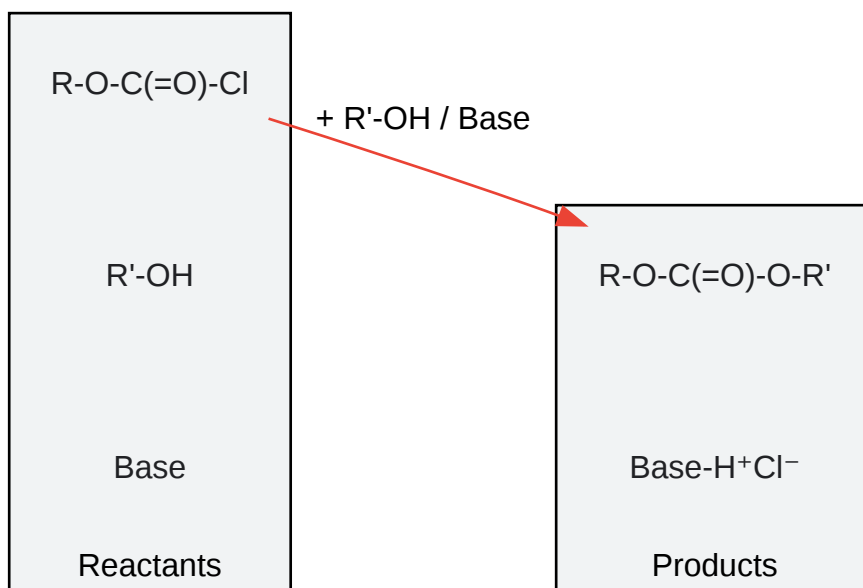 R-O-C(=O)-Cl
+ R'-OH / Base
R'-OH
R-O-C(=O)-O-R'
Base
Base-H⁺Cl⁻
Reactants
Products